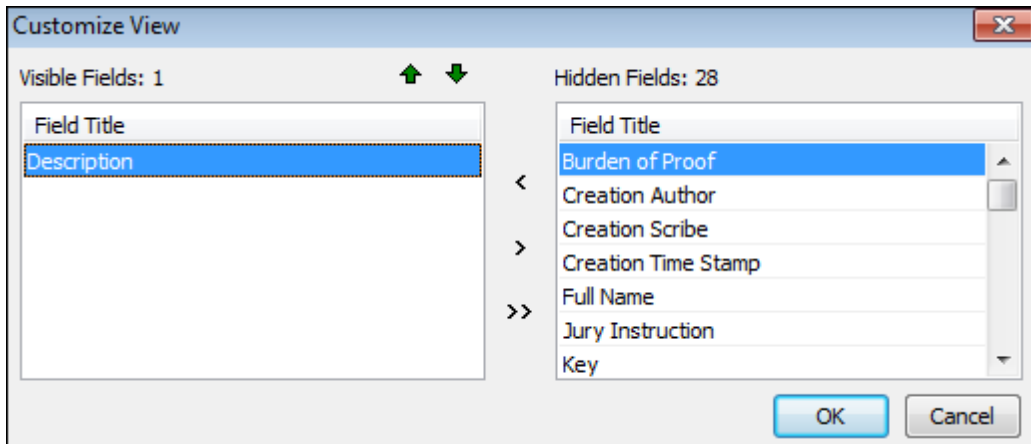 Customize View
Visible Fields: 1
Hidden Fields: 28
Field Title
Description
<
>
>>
Field Title
Burden of Proof
Creation Author
Creation Scribe
Creation Time Stamp
Full Name
Jury Instruction
Key
OK
Cancel